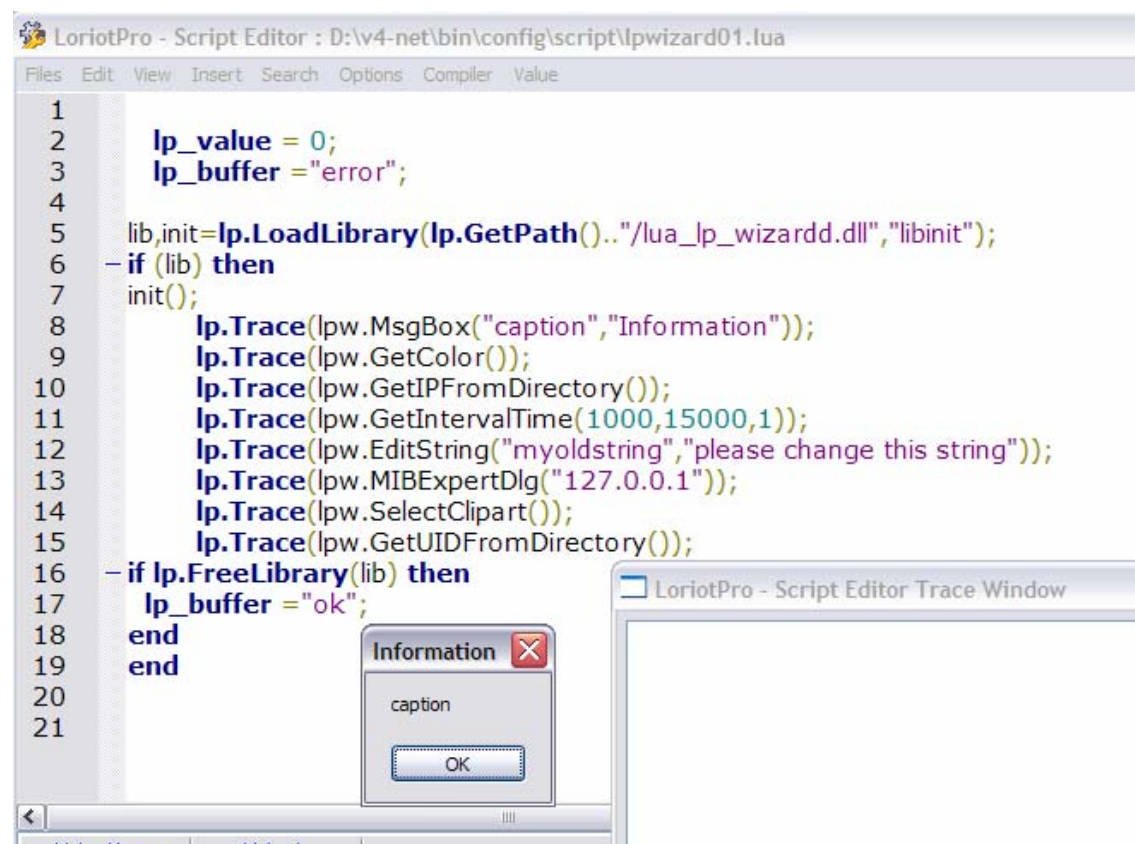 LoriotPro - Script Editor : D:\v4-net\bin\config\script\lpwizard01.lua
Files Edit View Insert Search Options Compiler Value
1
2 lp_value = 0;
3 lp_buffer ="error";
4
5 lib,init=lp.LoadLibrary(lp.GetPath().."/lua_lp_wizardd.dll","libinit");
6 if (lib) then
7 init();
8 lp.Trace(lpw.MsgBox("caption","Information"));
9 lp.Trace(lpw.GetColor());
10 lp.Trace(lpw.GetIPFromDirectory());
11 lp.Trace(lpw.GetIntervalTime(1000,15000,1));
12 lp.Trace(lpw.EditString("myoldstring","please change this string"));
13 lp.Trace(lpw.MIBExpertDlg("127.0.0.1"));
14 lp.Trace(lpw.SelectClipart());
15 lp.Trace(lpw.GetUIDFromDirectory());
16 if lp.FreeLibrary(lib) then
17 lp_buffer ="ok";
18 end
19 end
20
21
LoriotPro - Script Editor Trace Window
Information
caption
OK